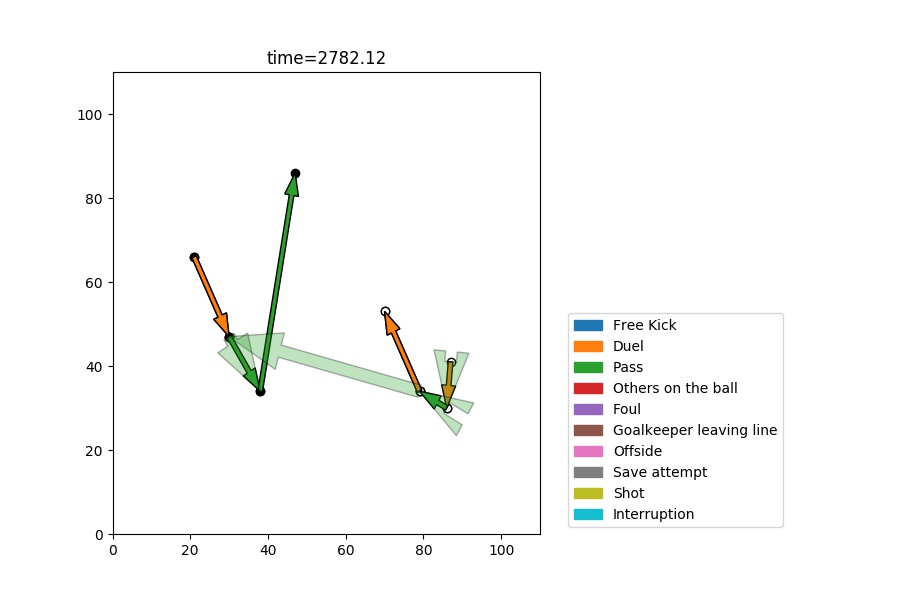 time=2782.12
100
80
60
40
20
0
0 20 40 60 80 100
Free Kick
Duel
Pass
Others on the ball
Foul
Goalkeeper leaving line
Offside
Save attempt
Shot
Interruption